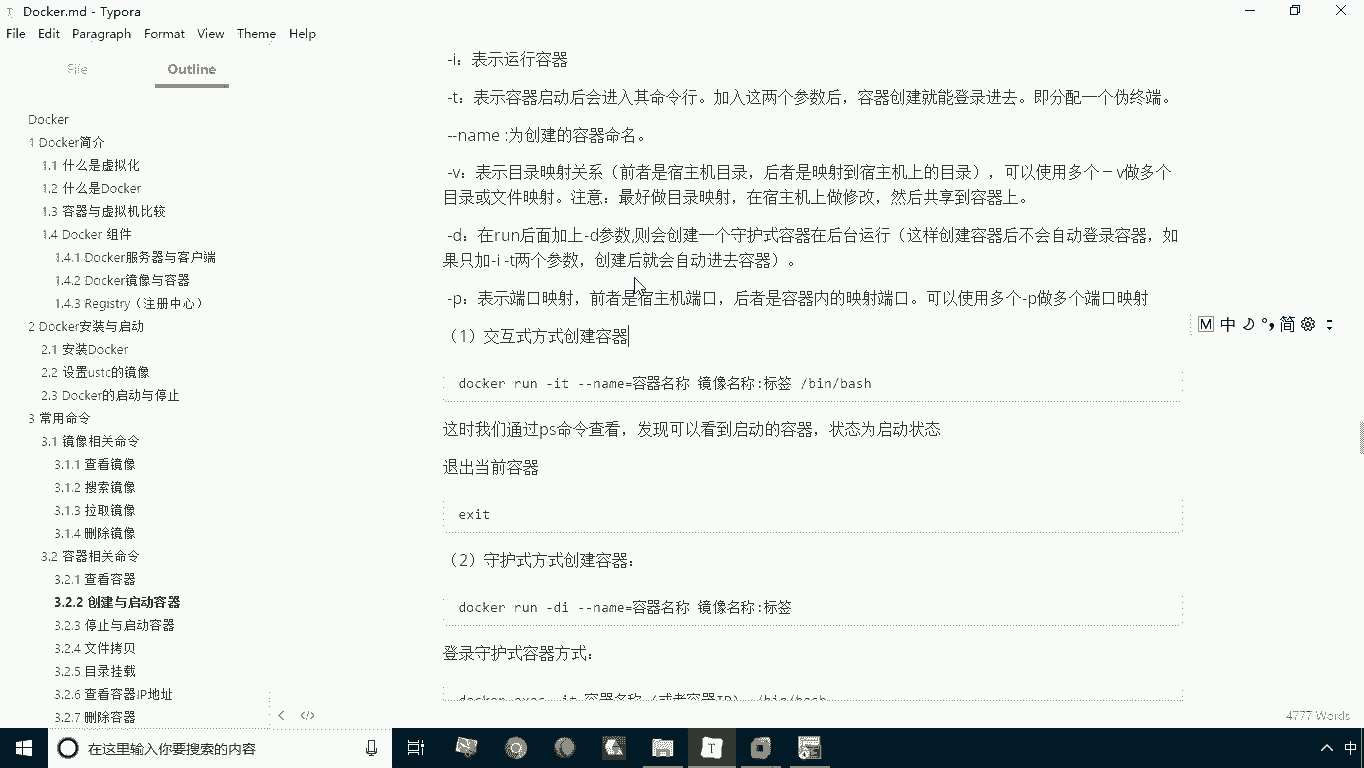 Docker.md - Typora
File Edit Paragraph Format View Theme Help
File Outline
Docker
1 Docker简介
1.1 什么是虚拟化
1.2 什么是Docker
1.3 容器与虚拟机比较
1.4 Docker 组件
1.4.1 Docker服务器与客户端
1.4.2 Docker镜像与容器
1.4.3 Registry（注册中心）
2 Docker安装与启动
2.1 安装Docker
2.2 设置ustc的镜像
2.3 Docker的启动与停止
3 常用命令
3.1 镜像相关命令
3.1.1 查看镜像
3.1.2 搜索镜像
3.1.3 拉取镜像
3.1.4 删除镜像
3.2 容器相关命令
3.2.1 查看容器
3.2.2 创建与启动容器
3.2.3 停止与启动容器
3.2.4 文件拷贝
3.2.5 目录挂载
3.2.6 查看容器IP地址
3.2.7 删除容器
-i：表示运行容器
-t：表示容器启动后会进入其命令行。加入这两个参数后，容器创建就能登录进去。即分配一个伪终端。
--name :为创建的容器命名。
-v：表示目录映射关系（前者是宿主机目录，后者是映射到宿主机上的目录），可以使用多个－v做多个
目录或文件映射。注意：最好做目录映射，在宿主机上做修改，然后共享到容器上。
-d：在run后面加上-d参数,则会创建一个守护式容器在后台运行（这样创建容器后不会自动登录容器，如
果只加-i -t两个参数，创建后就会自动进去容器）。
-p：表示端口映射，前者是宿主机端口，后者是容器内的映射端口。可以使用多个-p做多个端口映射
（1）交互式方式创建容器
docker run -it --name=容器名称 镜像名称:标签 /bin/bash
这时我们通过ps命令查看，发现可以看到启动的容器，状态为启动状态
退出当前容器
exit
（2）守护式方式创建容器：
docker run -di --name=容器名称 镜像名称:标签
登录守护式容器方式：
docker exec -it 容器名称 (或者容器ID) /bin/bash
M 中 简
4777 Words
在这里输入你要搜索的内容
中